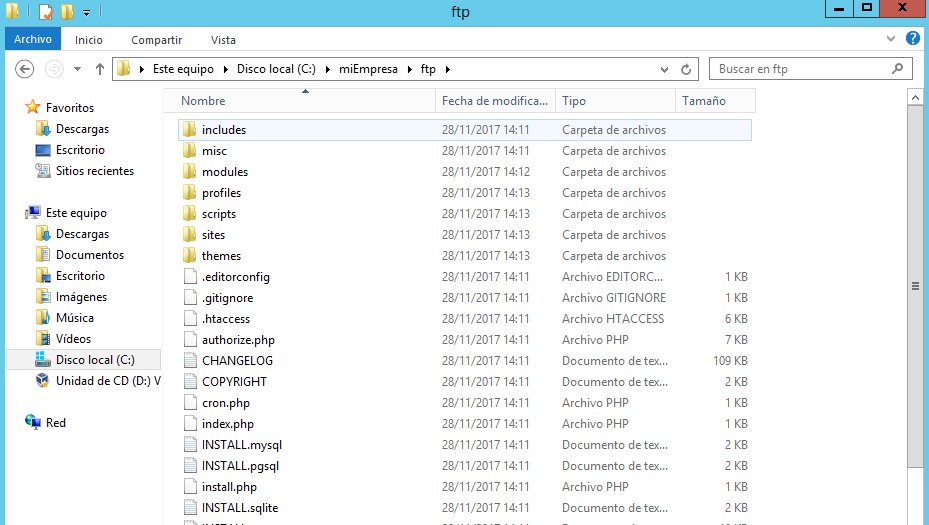 ftp
Archivo Inicio Compartir Vista
Este equipo Disco local (C:) miEmpresa ftp Buscar en ftp
Favoritos
Descargas
Escritorio
Sitios recientes
Este equipo
Descargas
Documentos
Escritorio
Imágenes
Música
Vídeos
Disco local (C:)
Unidad de CD (D:) V
Red
Nombre Fecha de modifica... Tipo Tamaño
includes 28/11/2017 14:11 Carpeta de archivos
misc 28/11/2017 14:11 Carpeta de archivos
modules 28/11/2017 14:12 Carpeta de archivos
profiles 28/11/2017 14:13 Carpeta de archivos
scripts 28/11/2017 14:13 Carpeta de archivos
sites 28/11/2017 14:13 Carpeta de archivos
themes 28/11/2017 14:13 Carpeta de archivos
.editorconfig 28/11/2017 14:11 Archivo EDITORC... 1 KB
.gitignore 28/11/2017 14:11 Archivo GITIGNORE 1 KB
.htaccess 28/11/2017 14:11 Archivo HTACCESS 6 KB
authorize.php 28/11/2017 14:11 Archivo PHP 7 KB
CHANGELOG 28/11/2017 14:11 Documento de tex... 109 KB
COPYRIGHT 28/11/2017 14:11 Documento de tex... 2 KB
cron.php 28/11/2017 14:11 Archivo PHP 1 KB
index.php 28/11/2017 14:11 Archivo PHP 1 KB
INSTALL.mysql 28/11/2017 14:11 Documento de tex... 2 KB
INSTALL.pgsql 28/11/2017 14:11 Documento de tex... 2 KB
install.php 28/11/2017 14:11 Archivo PHP 1 KB
INSTALL.sqlite 28/11/2017 14:11 Documento de tex... 2 KB